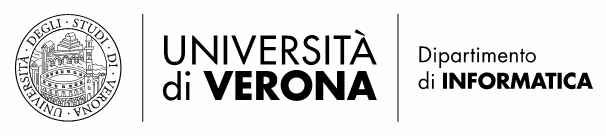 UNIVERSITÀ DEGLI STUDI DI VERONA
UNIVERSITÀ
di VERONA
Dipartimento
di INFORMATICA